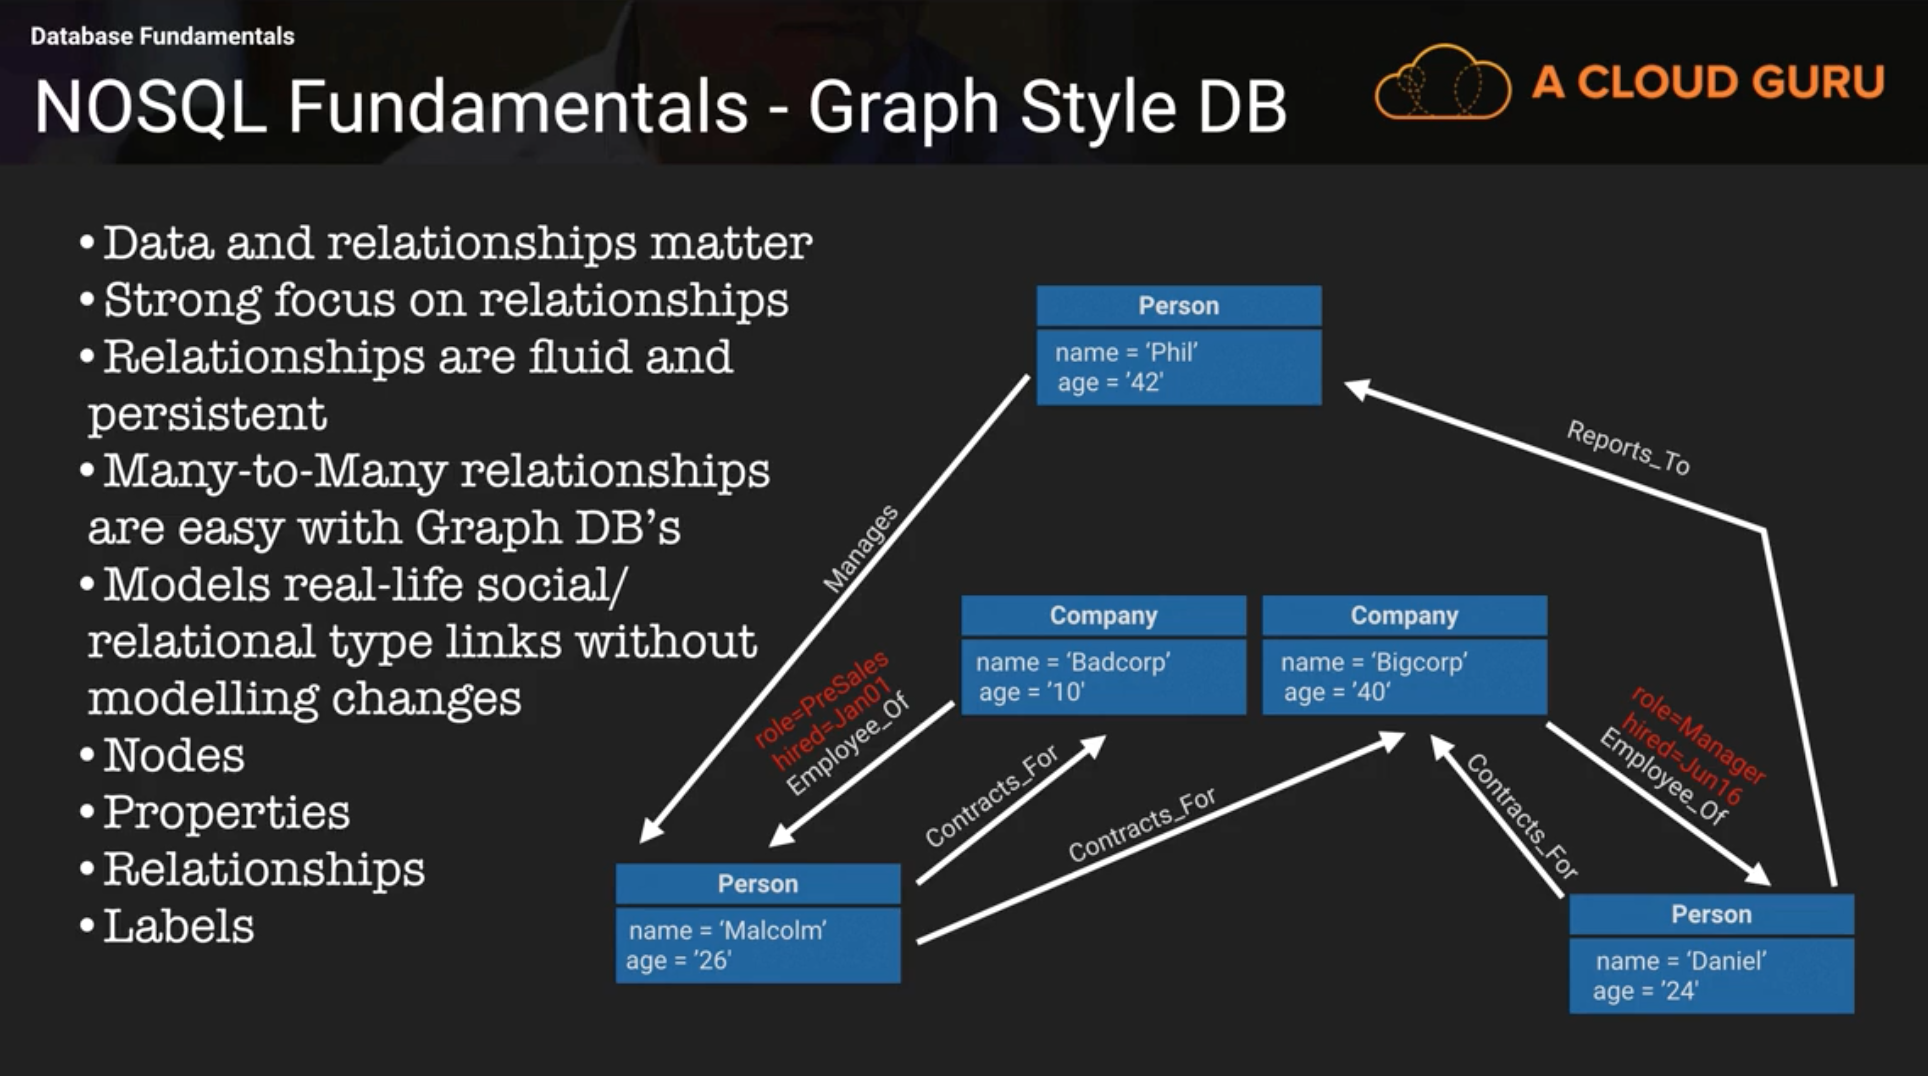 Database Fundamentals
NOSQL Fundamentals - Graph Style DB
A CLOUD GURU
•Data and relationships matter
•Strong focus on relationships
•Relationships are fluid and
persistent
•Many-to-Many relationships
are easy with Graph DB’s
•Models real-life social/
relational type links without
modelling changes
•Nodes
•Properties
•Relationships
•Labels
Person
name = ‘Phil’
age = ’42'
Reports_To
Manages
Company
name = ‘Badcorp’
age = ’10'
Company
name = ‘Bigcorp’
age = ’40‘
role=PreSales
hired=Jan01
Employee_Of
Contracts_For
Contracts_For
Contracts_For
role=Manager
hired=Jun16
Employee_Of
Person
name = ‘Malcolm’
age = ’26'
Person
name = ‘Daniel’
age = ’24'